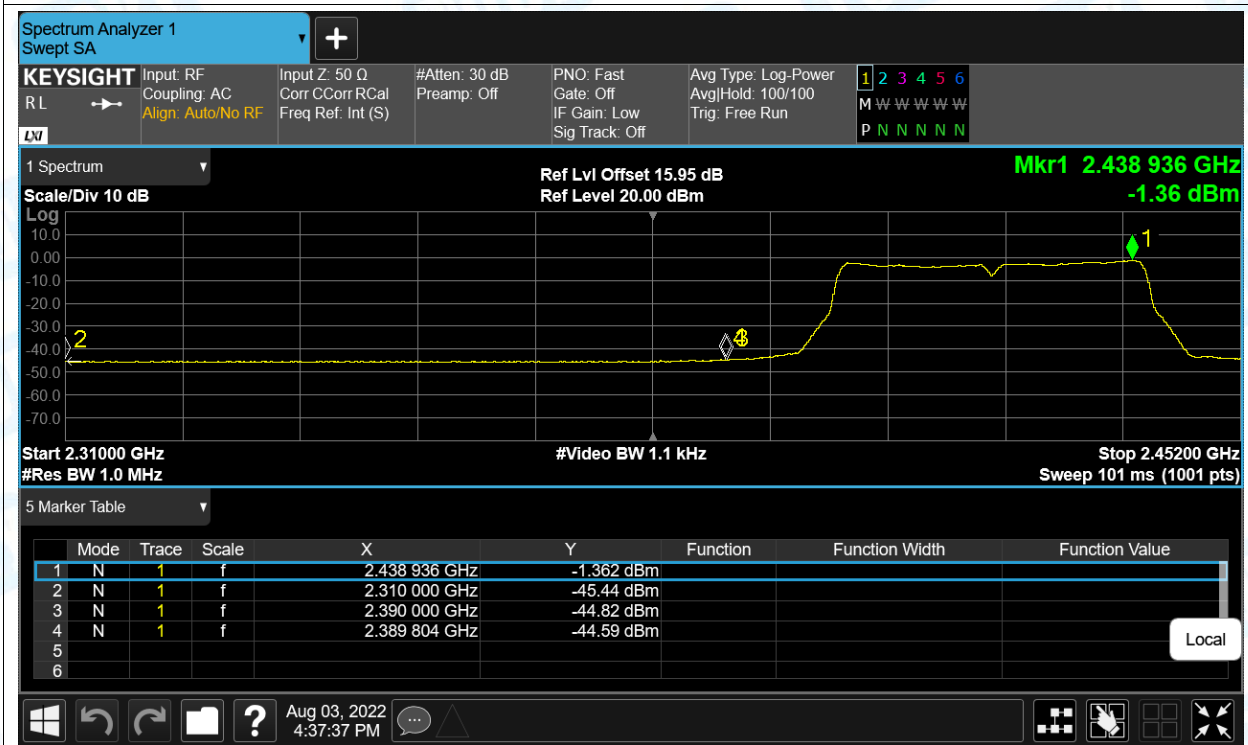 Spectrum Analyzer 1
Swept SA
KEYSIGHT
R L
LXI
Input: RF
Coupling: AC
Align: Auto/No RF
Input Z: 50 Ω
Corr CCorr RCal
Freq Ref: Int (S)
#Atten: 30 dB
Preamp: Off
PNO: Fast
Gate: Off
IF Gain: Low
Sig Track: Off
Avg Type: Log-Power
Avg|Hold: 100/100
Trig: Free Run
1 2 3 4 5 6
M W W W W W
P N N N N N
1 Spectrum
Scale/Div 10 dB
Ref Lvl Offset 15.95 dB
Ref Level 20.00 dBm
Mkr1 2.438 936 GHz
-1.36 dBm
Log
10.0
0.00
-10.0
-20.0
-30.0
-40.0
-50.0
-60.0
-70.0
1
2
Start 2.31000 GHz
#Res BW 1.0 MHz
#Video BW 1.1 kHz
Stop 2.45200 GHz
Sweep 101 ms (1001 pts)
5 Marker Table
Mode Trace Scale X Y Function Function Width Function Value
1 N 1 f 2.438 936 GHz -1.362 dBm
2 N 1 f 2.310 000 GHz -45.44 dBm
3 N 1 f 2.390 000 GHz -44.82 dBm
4 N 1 f 2.389 804 GHz -44.59 dBm
5
6
Local
?
Aug 03, 2022
4:37:37 PM